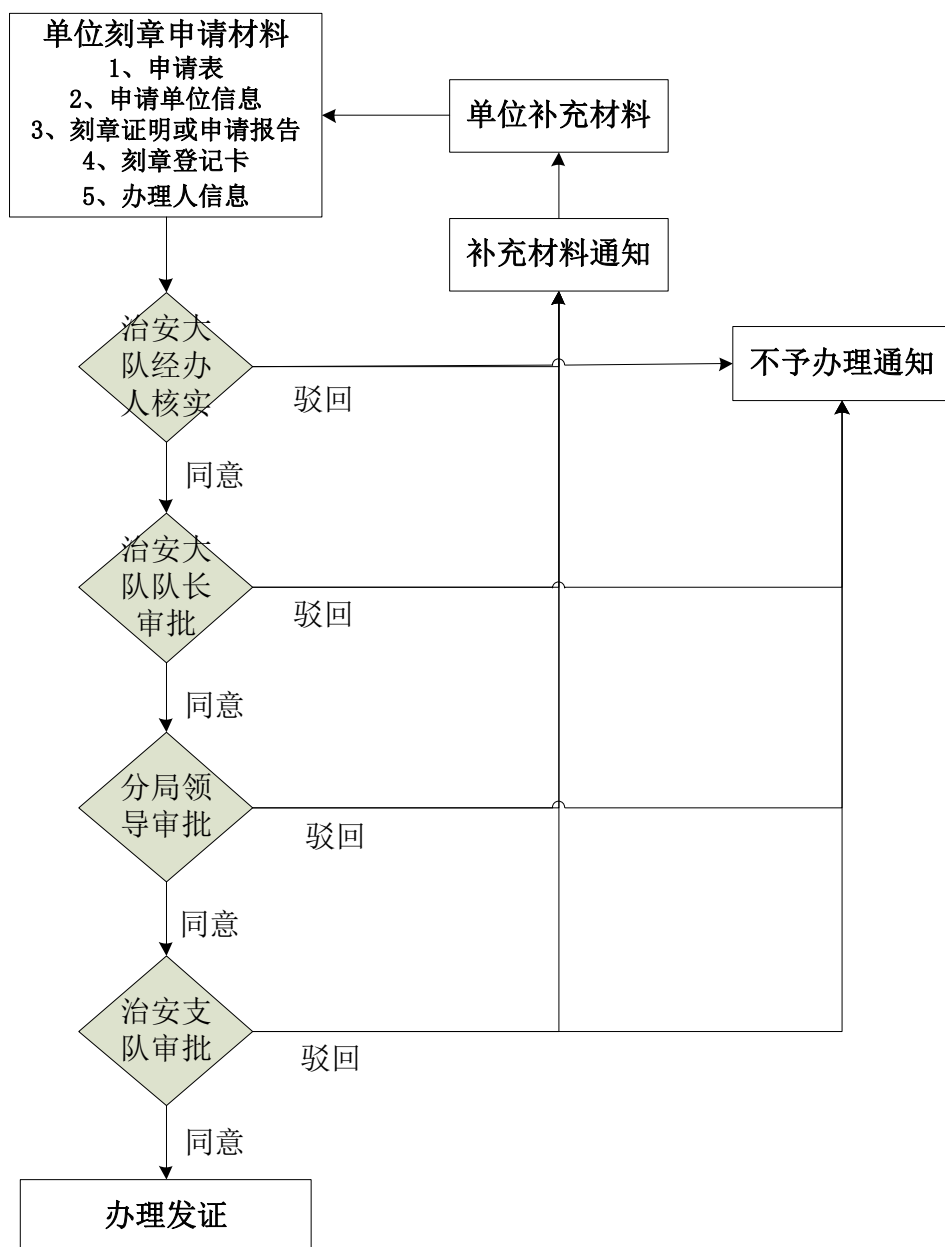 单位刻章申请材料
1、申请表
2、申请单位信息
3、刻章证明或申请报告
4、刻章登记卡
5、办理人信息
单位补充材料
补充材料通知
不予办理通知
治安大
队经办
人核实
驳回
同意
治安大
队队长
审批
驳回
同意
分局领
导审批
驳回
同意
治安支
队审批
驳回
同意
办理发证